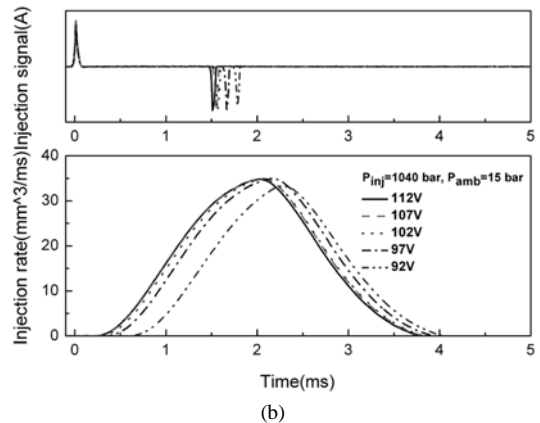 Injection signal(A)
0 1 2 3 4 5
Injection rate(mm^3/ms)
40
30
20
10
0
P_inj=1040 bar, P_amb=15 bar
112V
107V
102V
97V
92V
0 1 2 3 4 5
Time(ms)
(b)